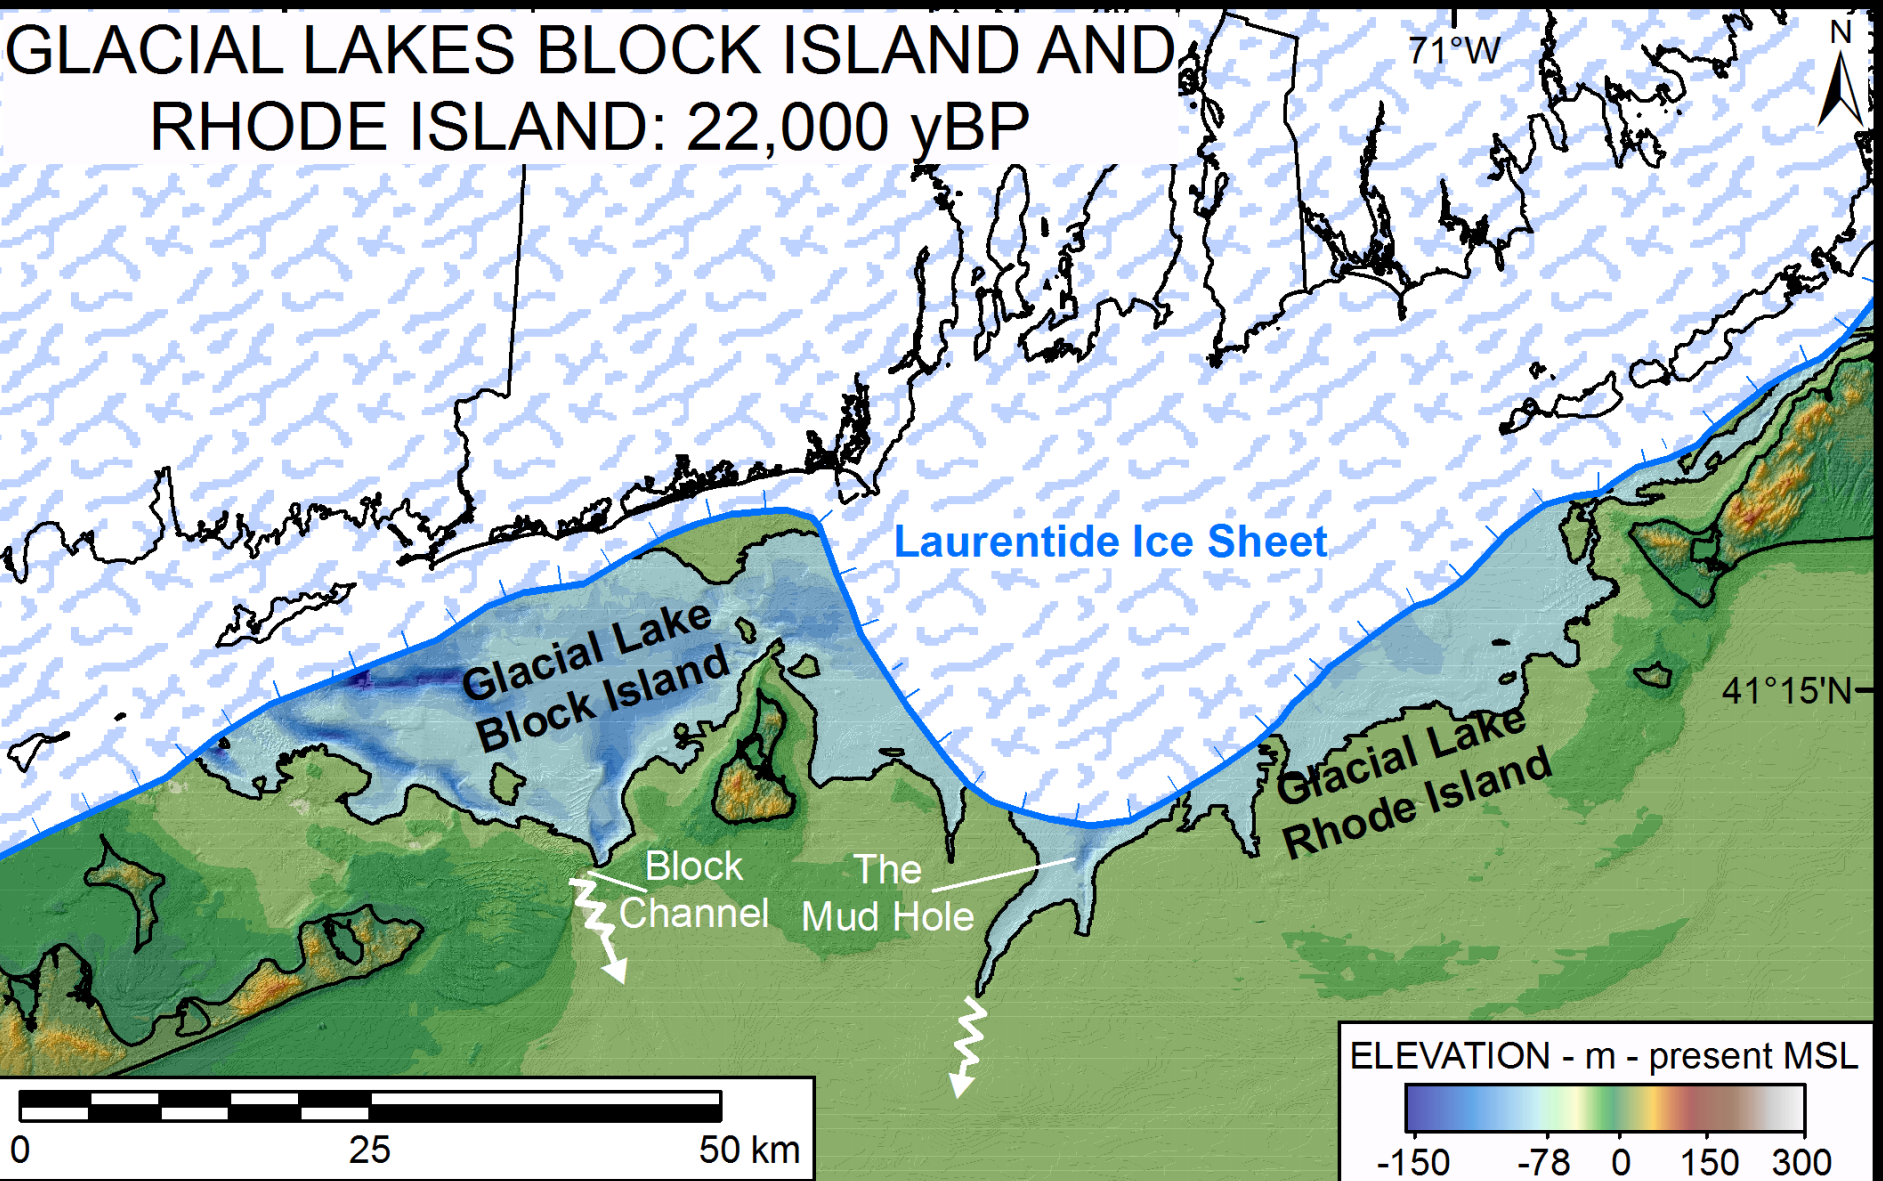 GLACIAL LAKES BLOCK ISLAND AND
RHODE ISLAND: 22,000 yBP
71°W
N
Laurentide Ice Sheet
Glacial Lake
Block Island
41°15'N
Glacial Lake
Rhode Island
Block
Channel
The
Mud Hole
ELEVATION - m - present MSL
-150 -78 0 150 300
0 25 50 km